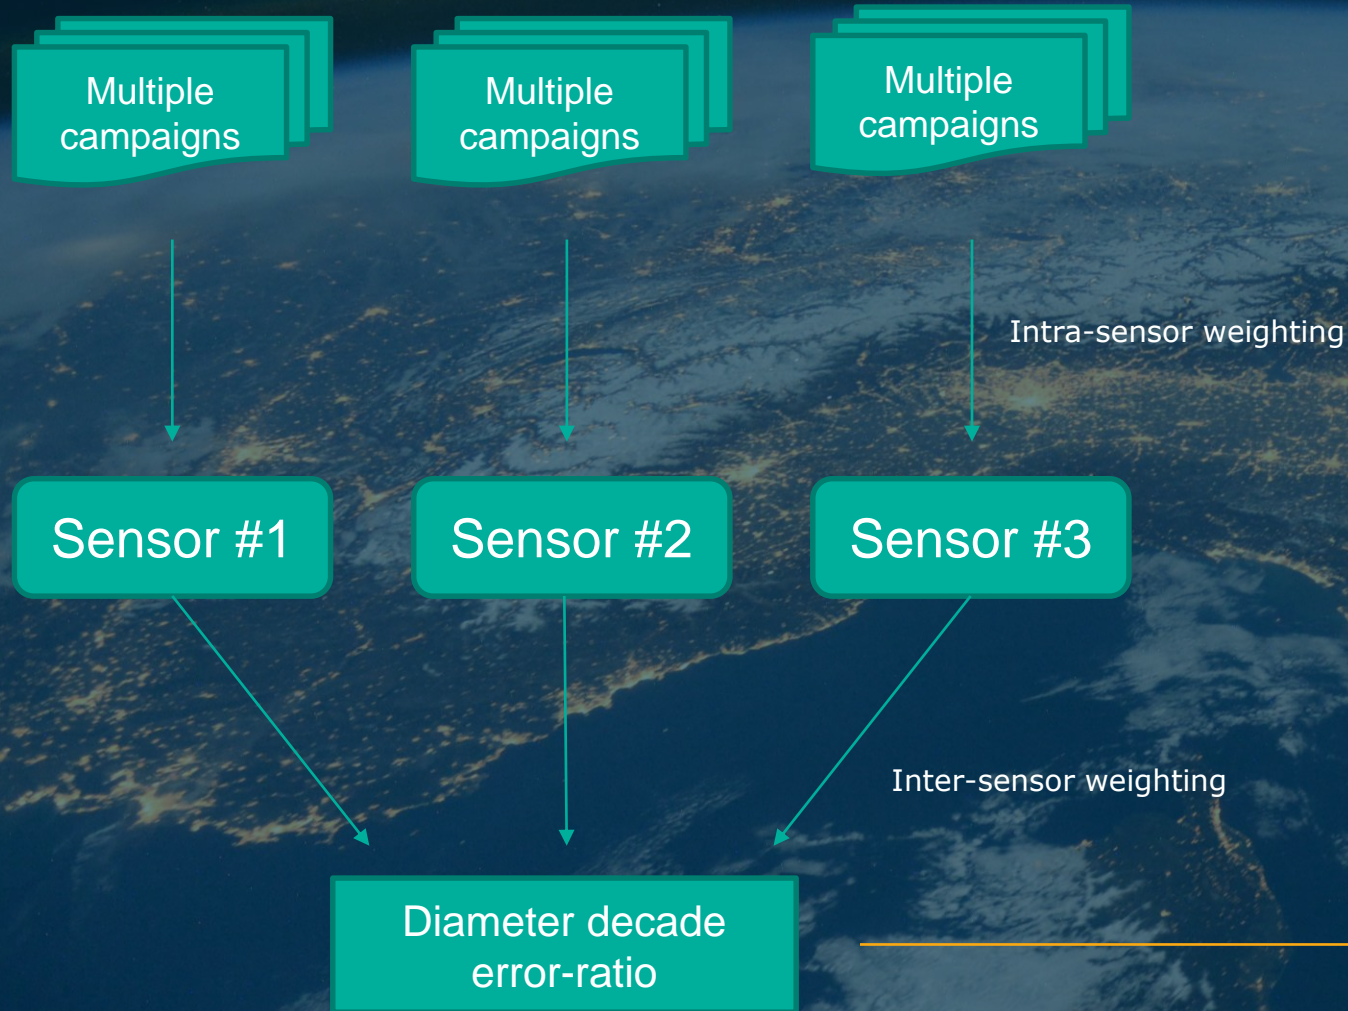 Multiple
campaigns
Multiple
campaigns
Multiple
campaigns
Intra-sensor weighting
Sensor #1
Sensor #2
Sensor #3
Inter-sensor weighting
Diameter decade
error-ratio